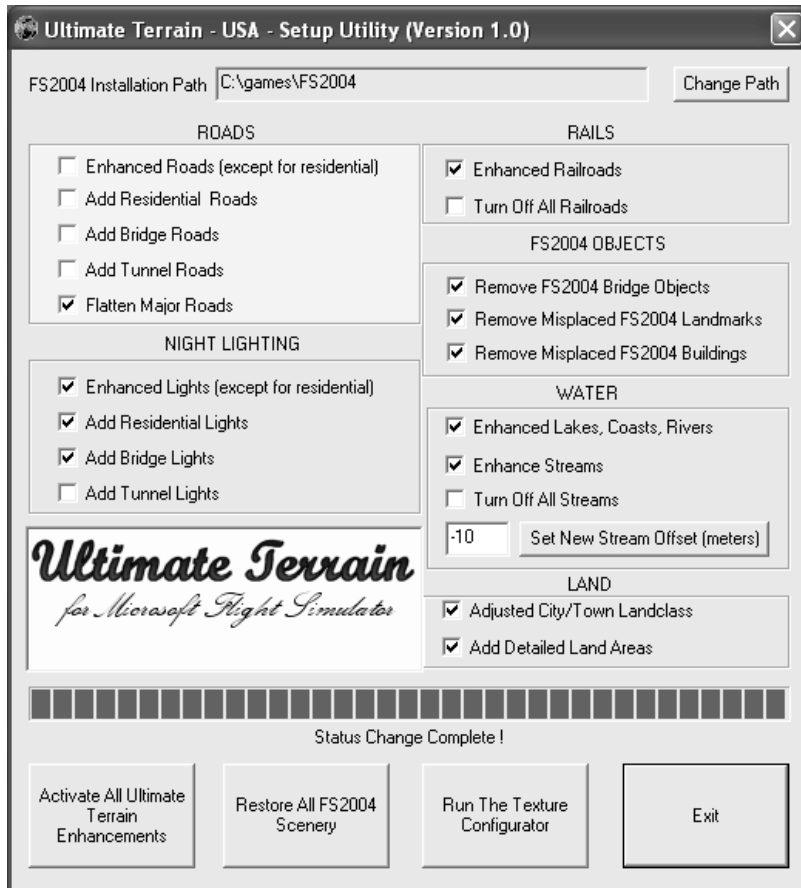 Ultimate Terrain - USA - Setup Utility (Version 1.0)
FS2004 Installation Path C:\games\FS2004 Change Path
ROADS
Enhanced Roads (except for residential)
Add Residential Roads
Add Bridge Roads
Add Tunnel Roads
Flatten Major Roads
NIGHT LIGHTING
Enhanced Lights (except for residential)
Add Residential Lights
Add Bridge Lights
Add Tunnel Lights
Ultimate Terrain
for Microsoft Flight Simulator
RAILS
Enhanced Railroads
Turn Off All Railroads
FS2004 OBJECTS
Remove FS2004 Bridge Objects
Remove Misplaced FS2004 Landmarks
Remove Misplaced FS2004 Buildings
WATER
Enhanced Lakes, Coasts, Rivers
Enhance Streams
Turn Off All Streams
-10 Set New Stream Offset (meters)
LAND
Adjusted City/Town Landclass
Add Detailed Land Areas
Status Change Complete !
Activate All Ultimate
Terrain
Enhancements
Restore All FS2004
Scenery
Run The Texture
Configurator
Exit